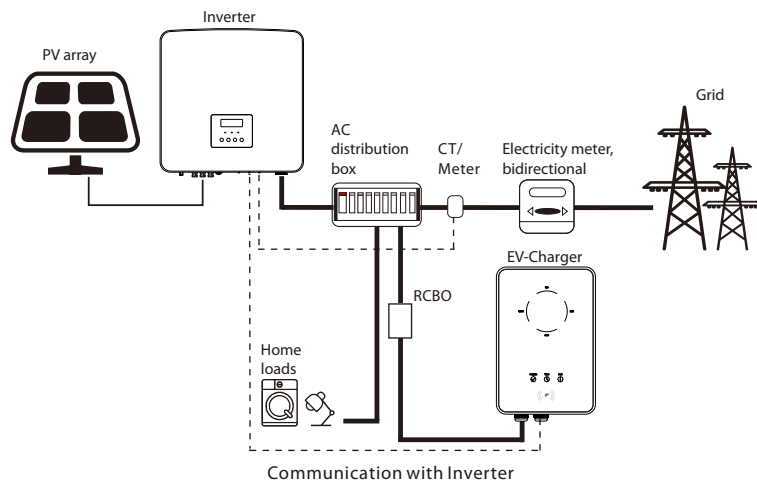 Inverter
PV array
Grid
AC
distribution
box
CT/
Meter
Electricity meter,
bidirectional
EV-Charger
RCBO
Home
loads
Communication with Inverter